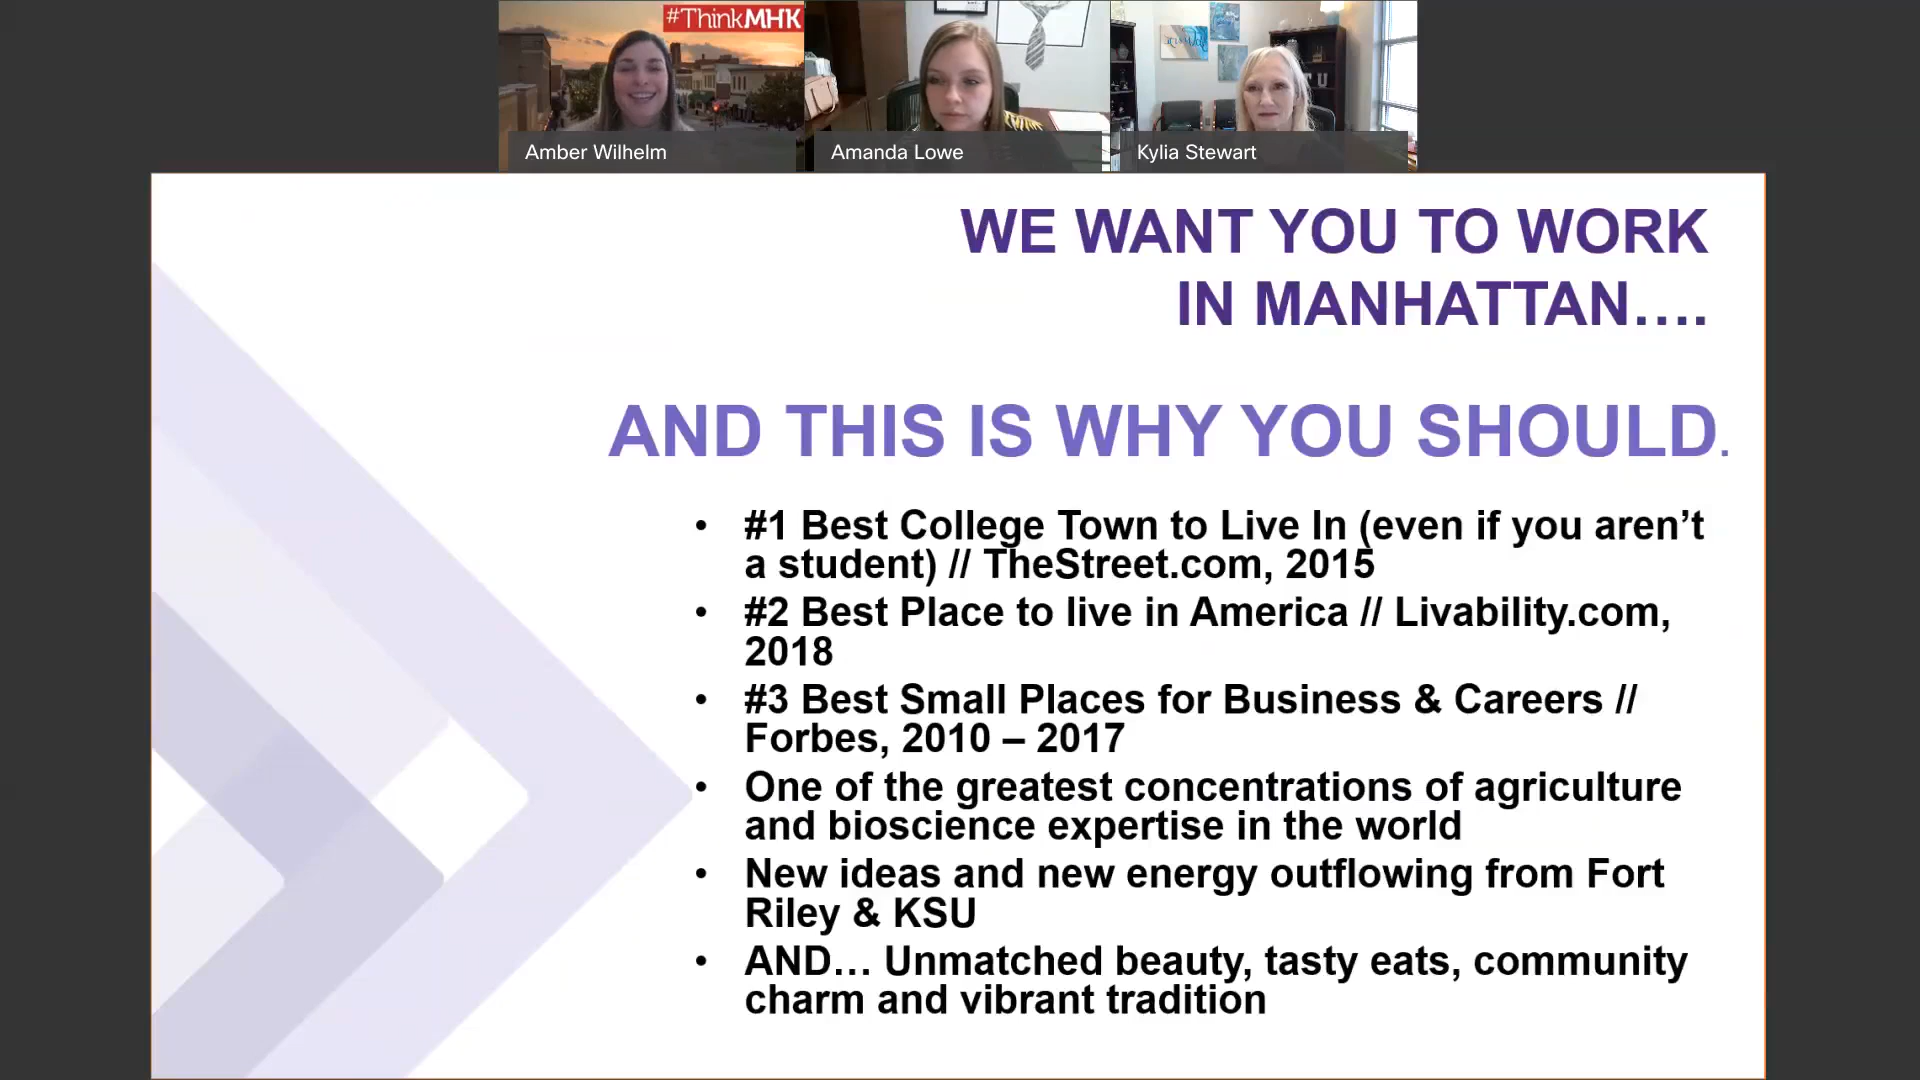 #ThinkMHK
Amber Wilhelm
Amanda Lowe
Kylia Stewart
WE WANT YOU TO WORK
IN MANHATTAN….
AND THIS IS WHY YOU SHOULD.
• #1 Best College Town to Live In (even if you aren’t
a student) // TheStreet.com, 2015
• #2 Best Place to live in America // Livability.com,
2018
• #3 Best Small Places for Business & Careers //
Forbes, 2010 – 2017
• One of the greatest concentrations of agriculture
and bioscience expertise in the world
• New ideas and new energy outflowing from Fort
Riley & KSU
• AND… Unmatched beauty, tasty eats, community
charm and vibrant tradition